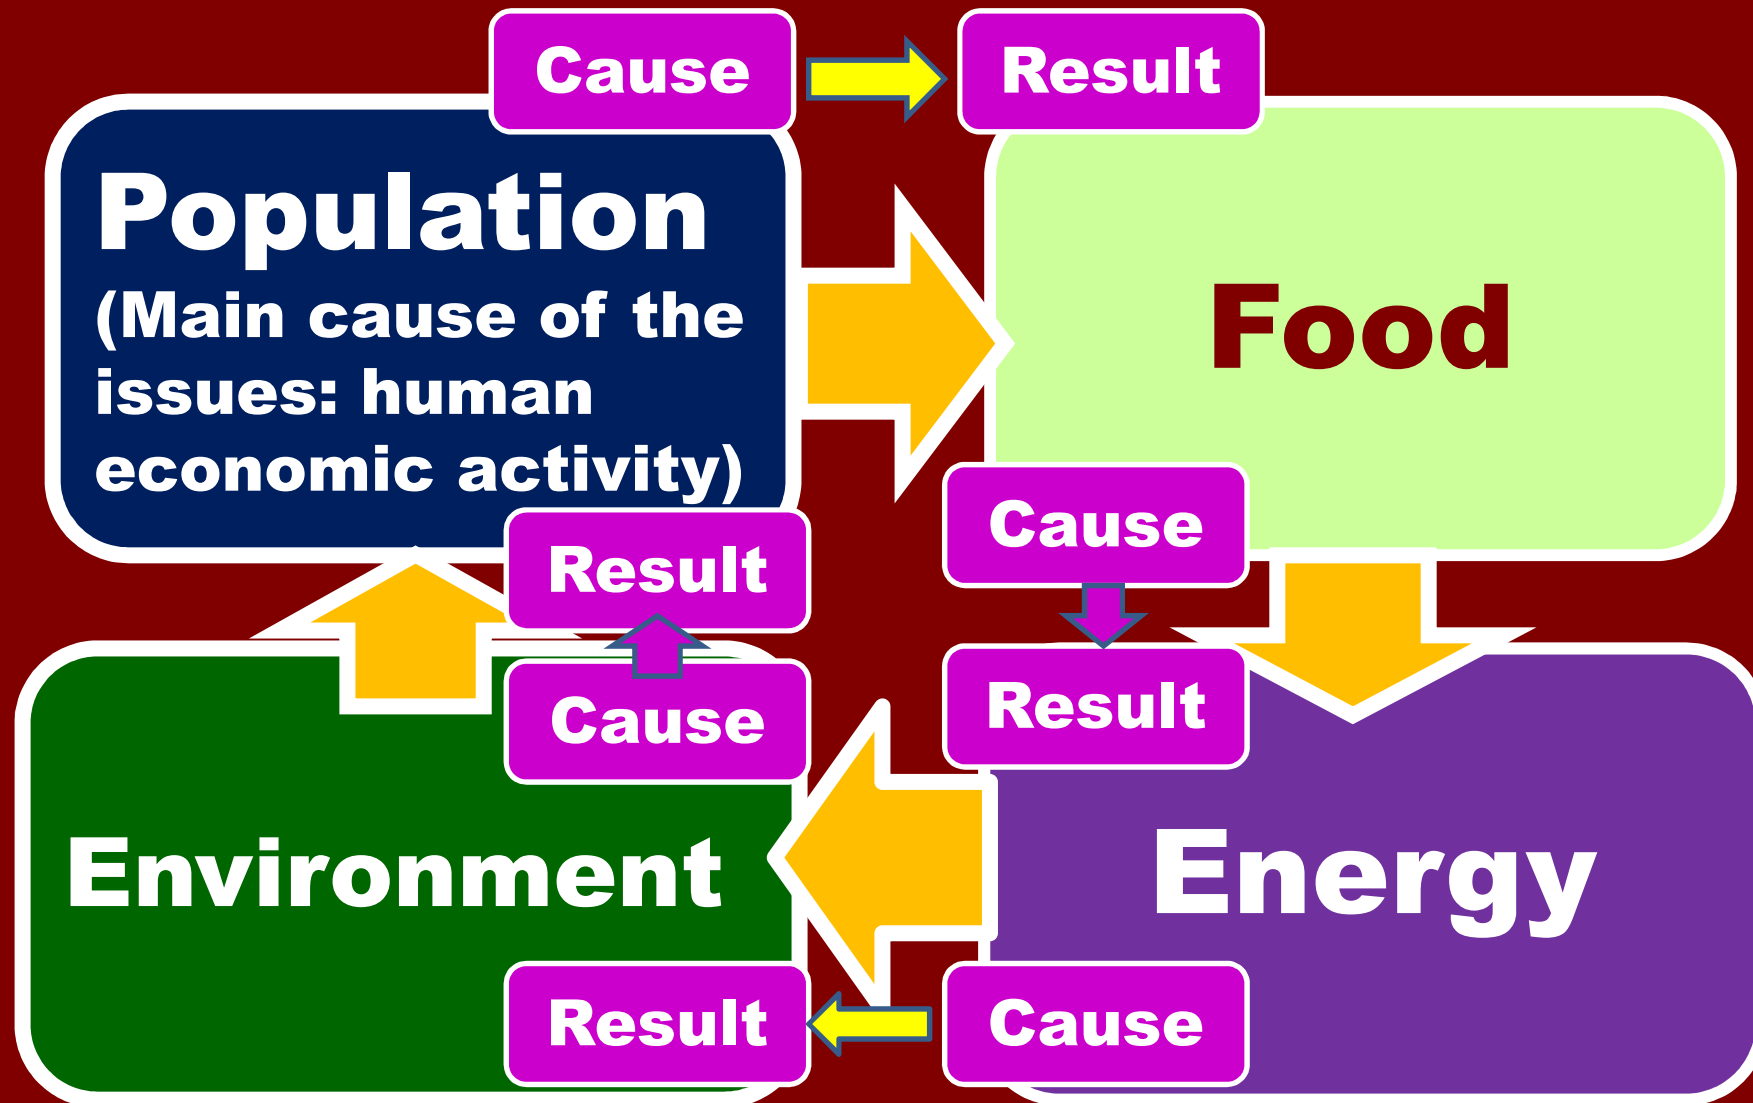 Cause
Result
Population
(Main cause of the
issues: human
economic activity)
Food
Result
Cause
Cause
Result
Environment
Energy
Result
Cause